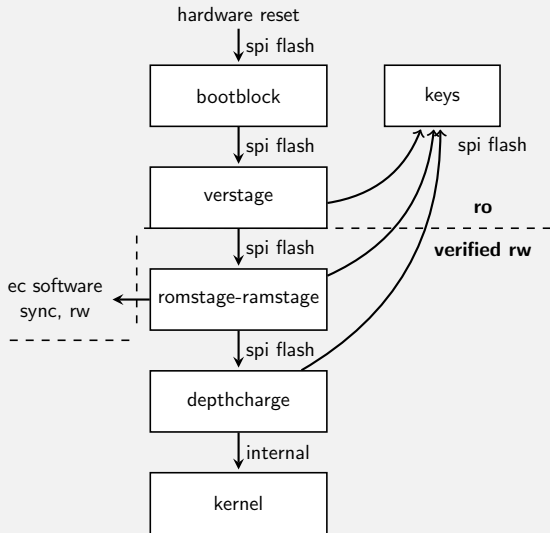 hardware reset
spi flash
bootblock
keys
spi flash
spi flash
verstage
ro
spi flash
verified rw
ec software
sync, rw
romstage-ramstage
spi flash
depthcharge
internal
kernel